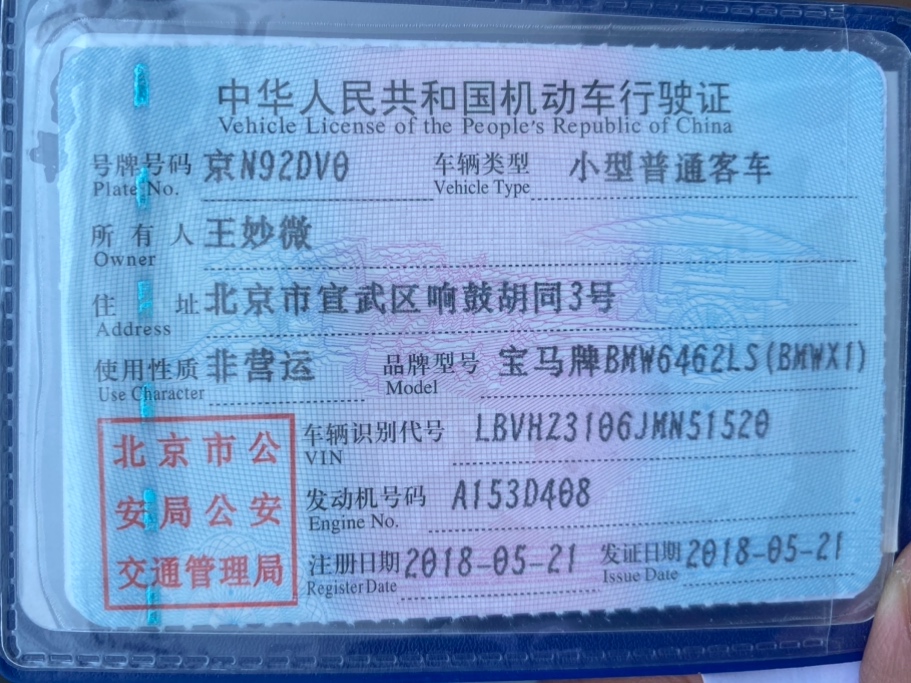 中华人民共和国机动车行驶证
Vehicle License of the People's Republic of China
号牌号码 京N92DV0 车辆类型 小型普通客车
Plate No. Vehicle Type
所有人 王妙微
Owner
住址 北京市宣武区响鼓胡同3号
Address
使用性质 非营运 品牌型号 宝马牌BMW6462LS(BMWX1)
Use Character Model
北京市公安局公安交通管理局
车辆识别代号 LBVHZ3106JMN51520
VIN
发动机号码 A153D408
Engine No.
注册日期 2018-05-21 发证日期 2018-05-21
Register Date Issue Date